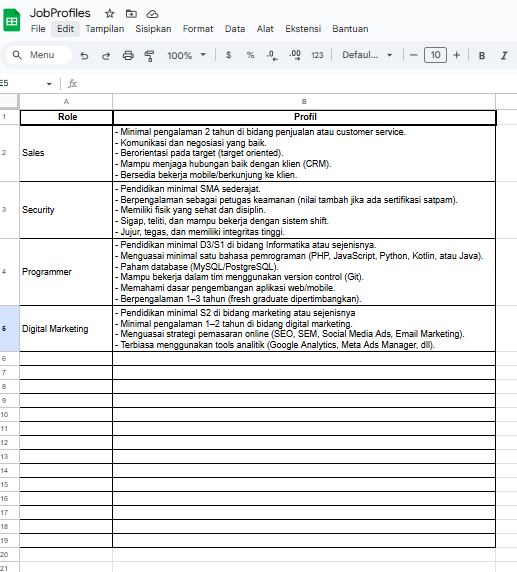 JobProfiles
File Edit Tampilan Sisipkan Format Data Alat Ekstensi Bantuan
Menu 100% $ % .0 .00 123 Defaul... 10 B I
E5 fx
A B
1 Role Profil
2 Sales
- Minimal pengalaman 2 tahun di bidang penjualan atau customer service.
- Komunikasi dan negosiasi yang baik.
- Berorientasi pada target (target oriented).
- Mampu menjaga hubungan baik dengan klien (CRM).
- Bersedia bekerja mobile/berkunjung ke klien.
3 Security
- Pendidikan minimal SMA sederajat.
- Berpengalaman sebagai petugas keamanan (nilai tambah jika ada sertifikasi satpam).
- Memiliki fisik yang sehat dan disiplin.
- Sigap, teliti, dan mampu bekerja dengan sistem shift.
- Jujur, tegas, dan memiliki integritas tinggi.
4 Programmer
- Pendidikan minimal D3/S1 di bidang Informatika atau sejenisnya.
- Menguasai minimal satu bahasa pemrograman (PHP, JavaScript, Python, Kotlin, atau Java).
- Paham database (MySQL/PostgreSQL).
- Mampu bekerja dalam tim menggunakan version control (Git).
- Memahami dasar pengembangan aplikasi web/mobile.
- Berpengalaman 1–3 tahun (fresh graduate dipertimbangkan).
5 Digital Marketing
- Pendidikan minimal S2 di bidang marketing atau sejenisnya
- Minimal pengalaman 1–2 tahun di bidang digital marketing.
- Menguasai strategi pemasaran online (SEO, SEM, Social Media Ads, Email Marketing).
- Terbiasa menggunakan tools analitik (Google Analytics, Meta Ads Manager, dll).
6
7
8
9
10
11
12
13
14
15
16
17
18
19
20
21